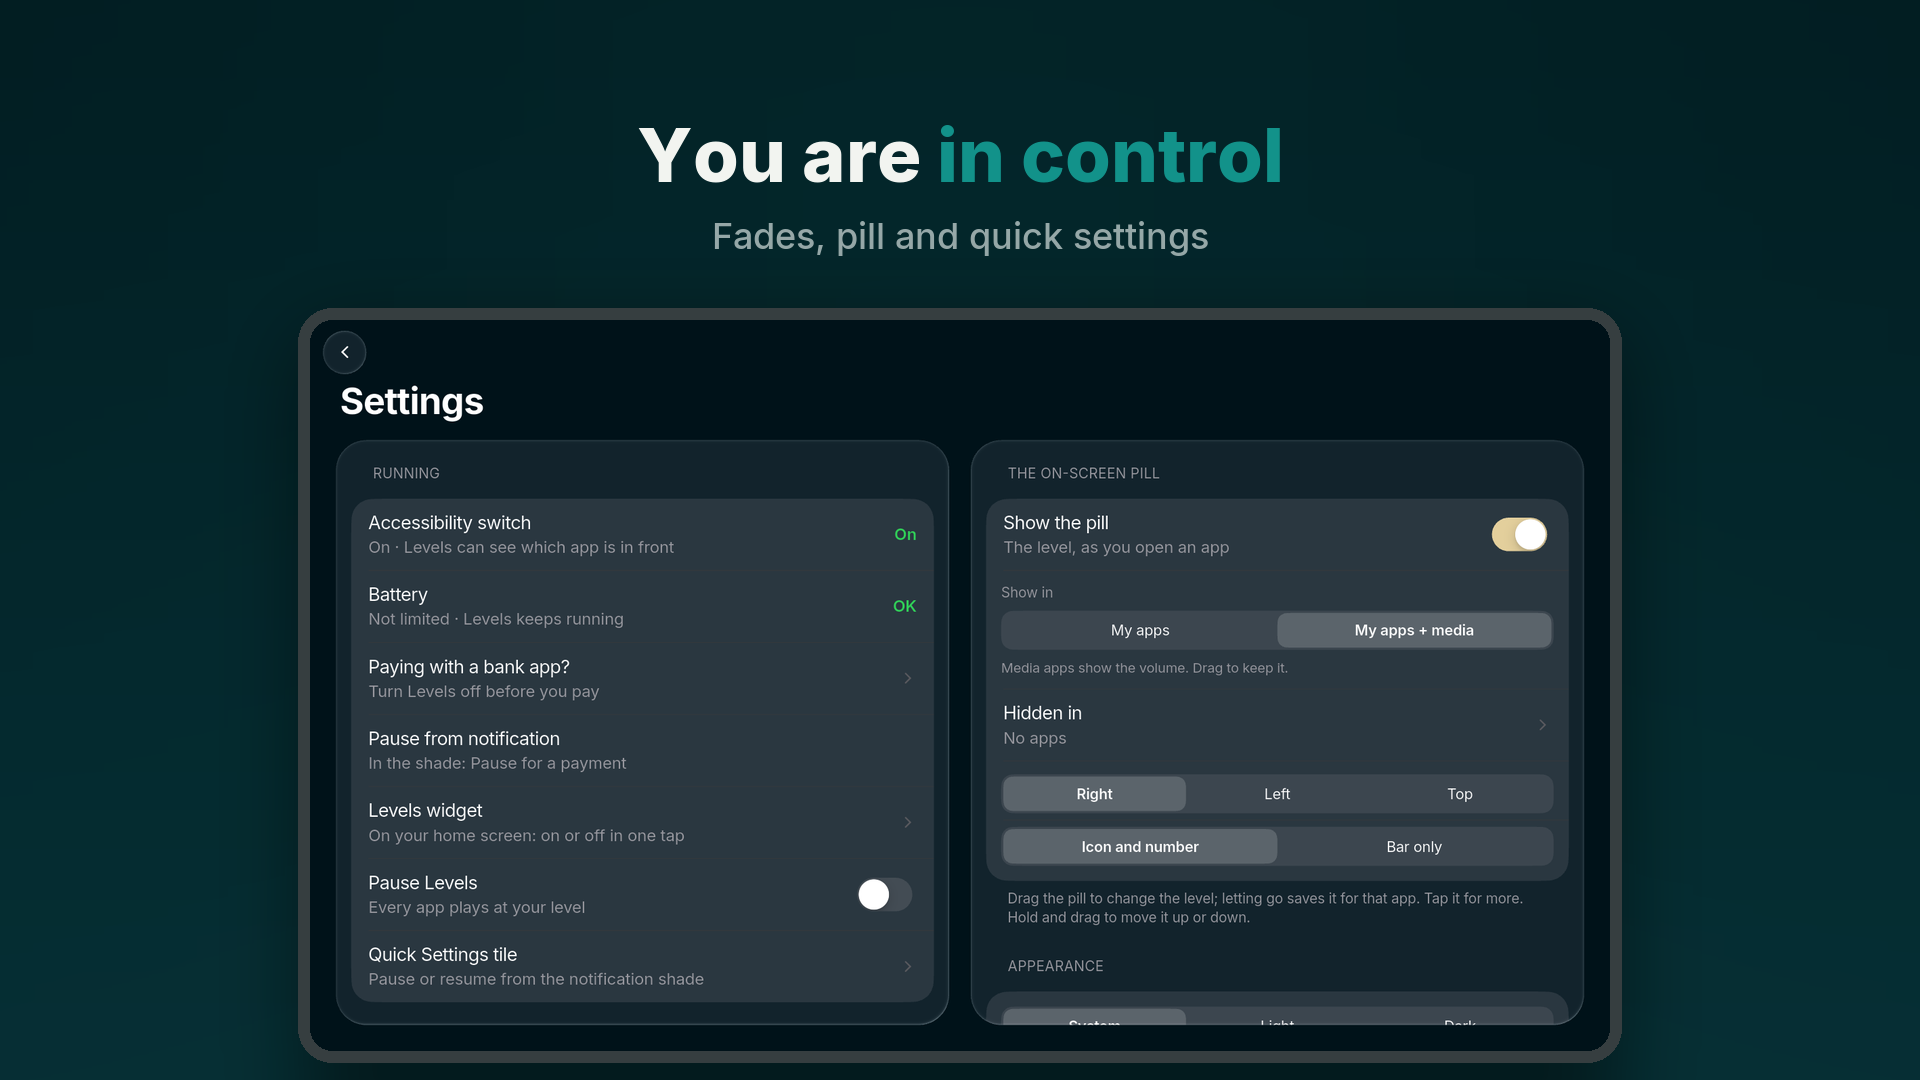 You are in control
Fades, pill and quick settings
Settings
RUNNING
Accessibility switch
On · Levels can see which app is in front
On
Battery
Not limited · Levels keeps running
OK
Paying with a bank app?
Turn Levels off before you pay
Pause from notification
In the shade: Pause for a payment
Levels widget
On your home screen: on or off in one tap
Pause Levels
Every app plays at your level
Quick Settings tile
Pause or resume from the notification shade
THE ON-SCREEN PILL
Show the pill
The level, as you open an app
Show in
My apps
My apps + media
Media apps show the volume. Drag to keep it.
Hidden in
No apps
Right
Left
Top
Icon and number
Bar only
Drag the pill to change the level; letting go saves it for that app. Tap it for more.
Hold and drag to move it up or down.
APPEARANCE
System
Light
Dark